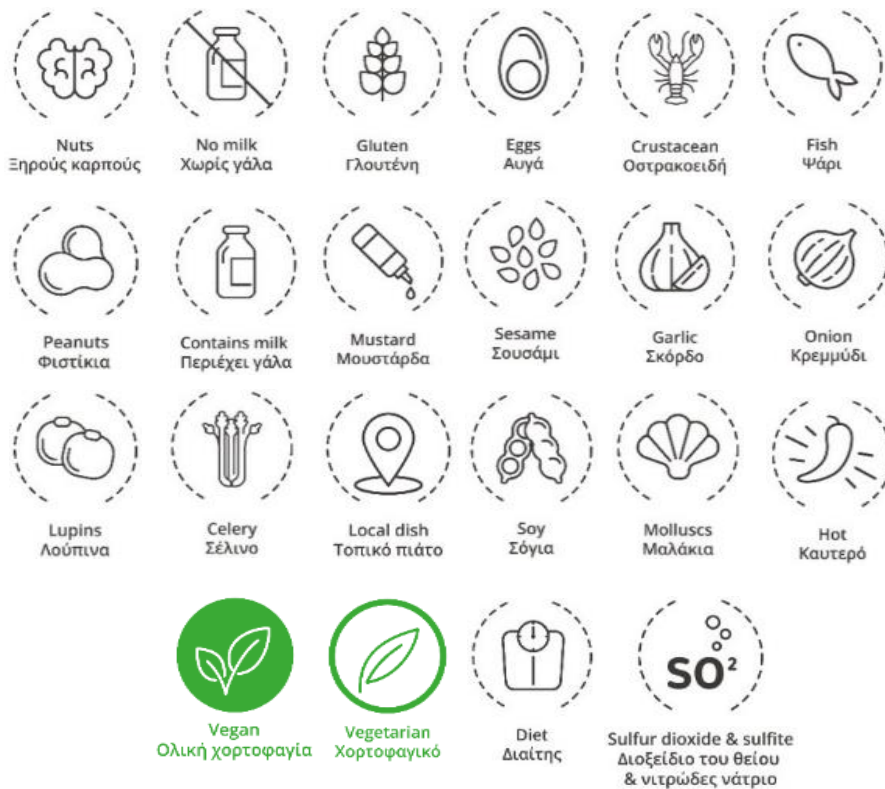 Nuts
Ξηρούς καρπούς
No milk
Χωρίς γάλα
Gluten
Γλουτένη
Eggs
Αυγά
Crustacean
Οστρακοειδή
Fish
Ψάρι
Peanuts
Φιστίκια
Contains milk
Περιέχει γάλα
Mustard
Μουστάρδα
Sesame
Σουσάμι
Garlic
Σκόρδο
Onion
Κρεμμύδι
Lupins
Λούπινα
Celery
Σέλινο
Local dish
Τοπικό πιάτο
Soy
Σόγια
Molluscs
Μαλάκια
Hot
Καυτερό
Vegan
Ολική χορτοφαγία
Vegetarian
Χορτοφαγικό
Diet
Διαίτης
SO²
Sulfur dioxide & sulfite
Διοξείδιο του θείου
& νιτρώδες νάτριο